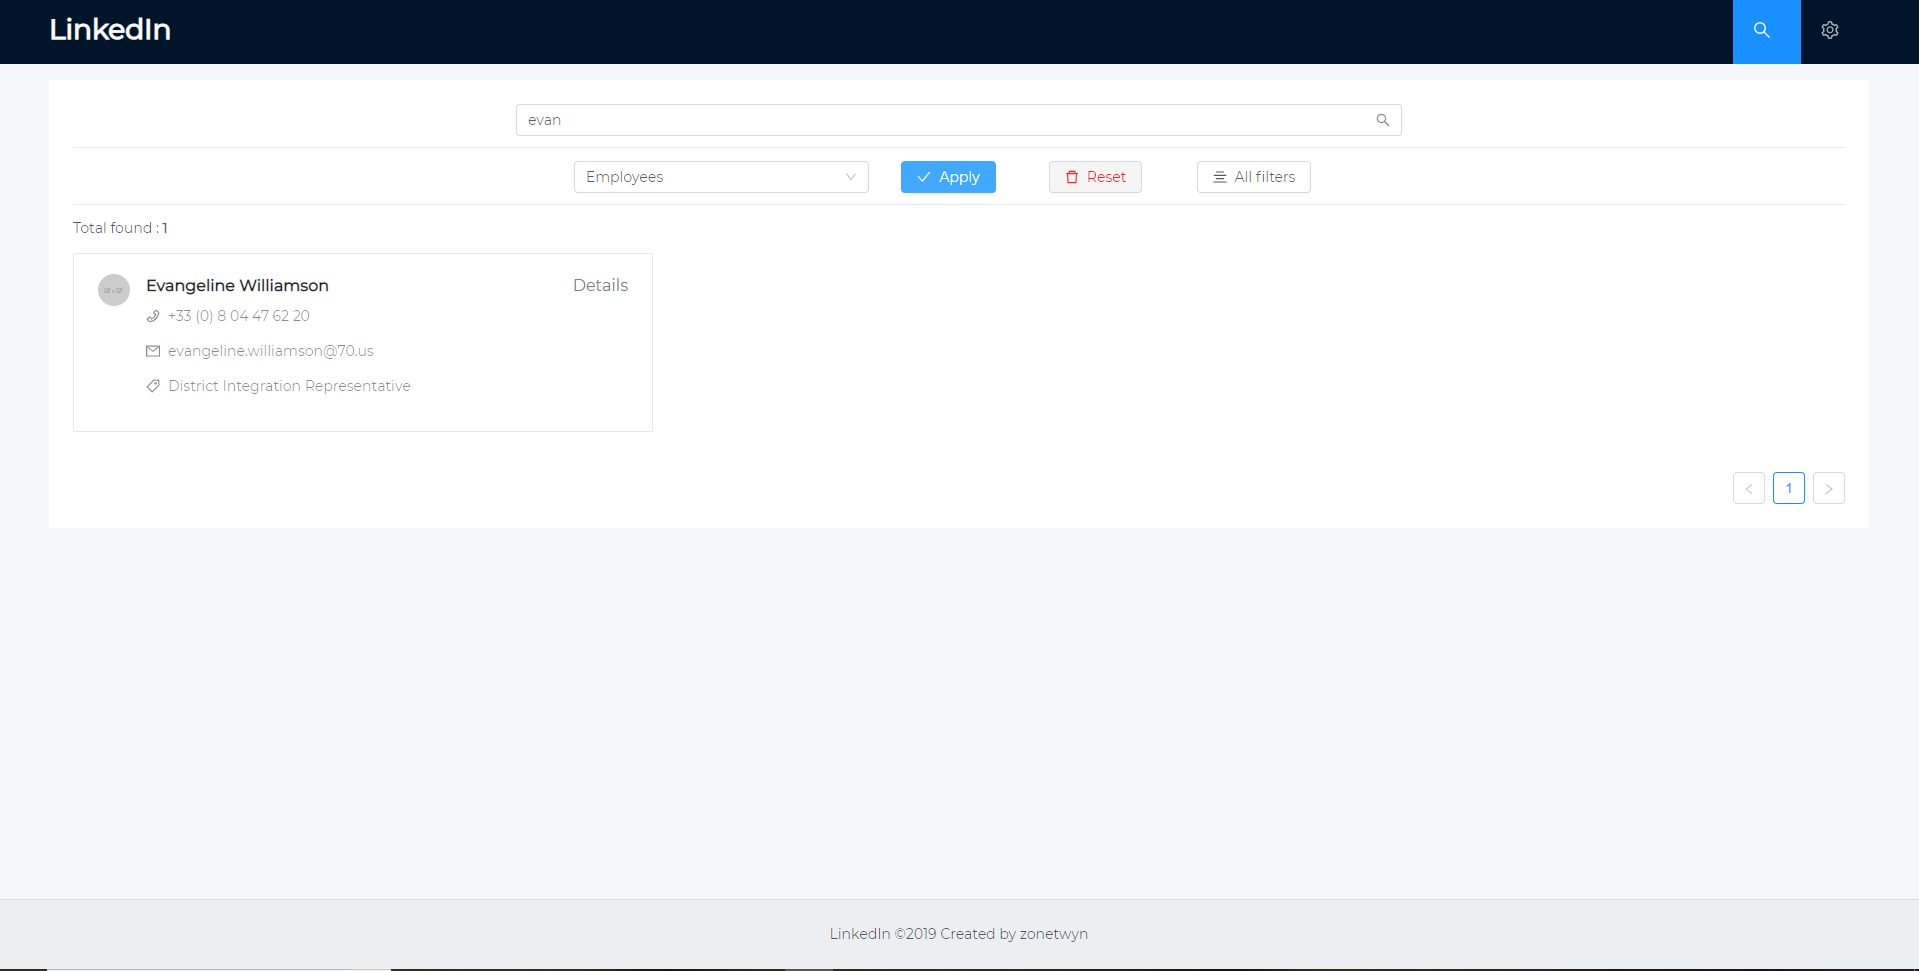 LinkedIn
evan
Employees
Apply
Reset
All filters
Total found : 1
Evangeline Williamson
Details
+33 (0) 8 04 47 62 20
evangeline.williamson@70.us
District Integration Representative
1
LinkedIn ©2019 Created by zonetwyn